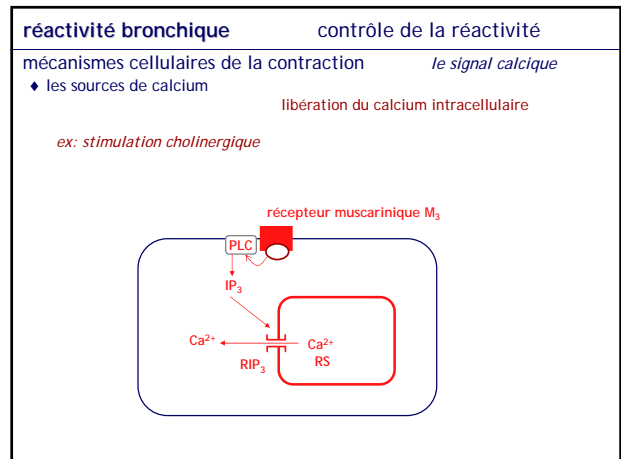 réactivité bronchique contrôle de la réactivité
mécanismes cellulaires de la contraction le signal calcique
♦ les sources de calcium
libération du calcium intracellulaire
ex: stimulation cholinergique
récepteur muscarinique M₃
PLC
IP₃
Ca²⁺ Ca²⁺
RIP₃ RS